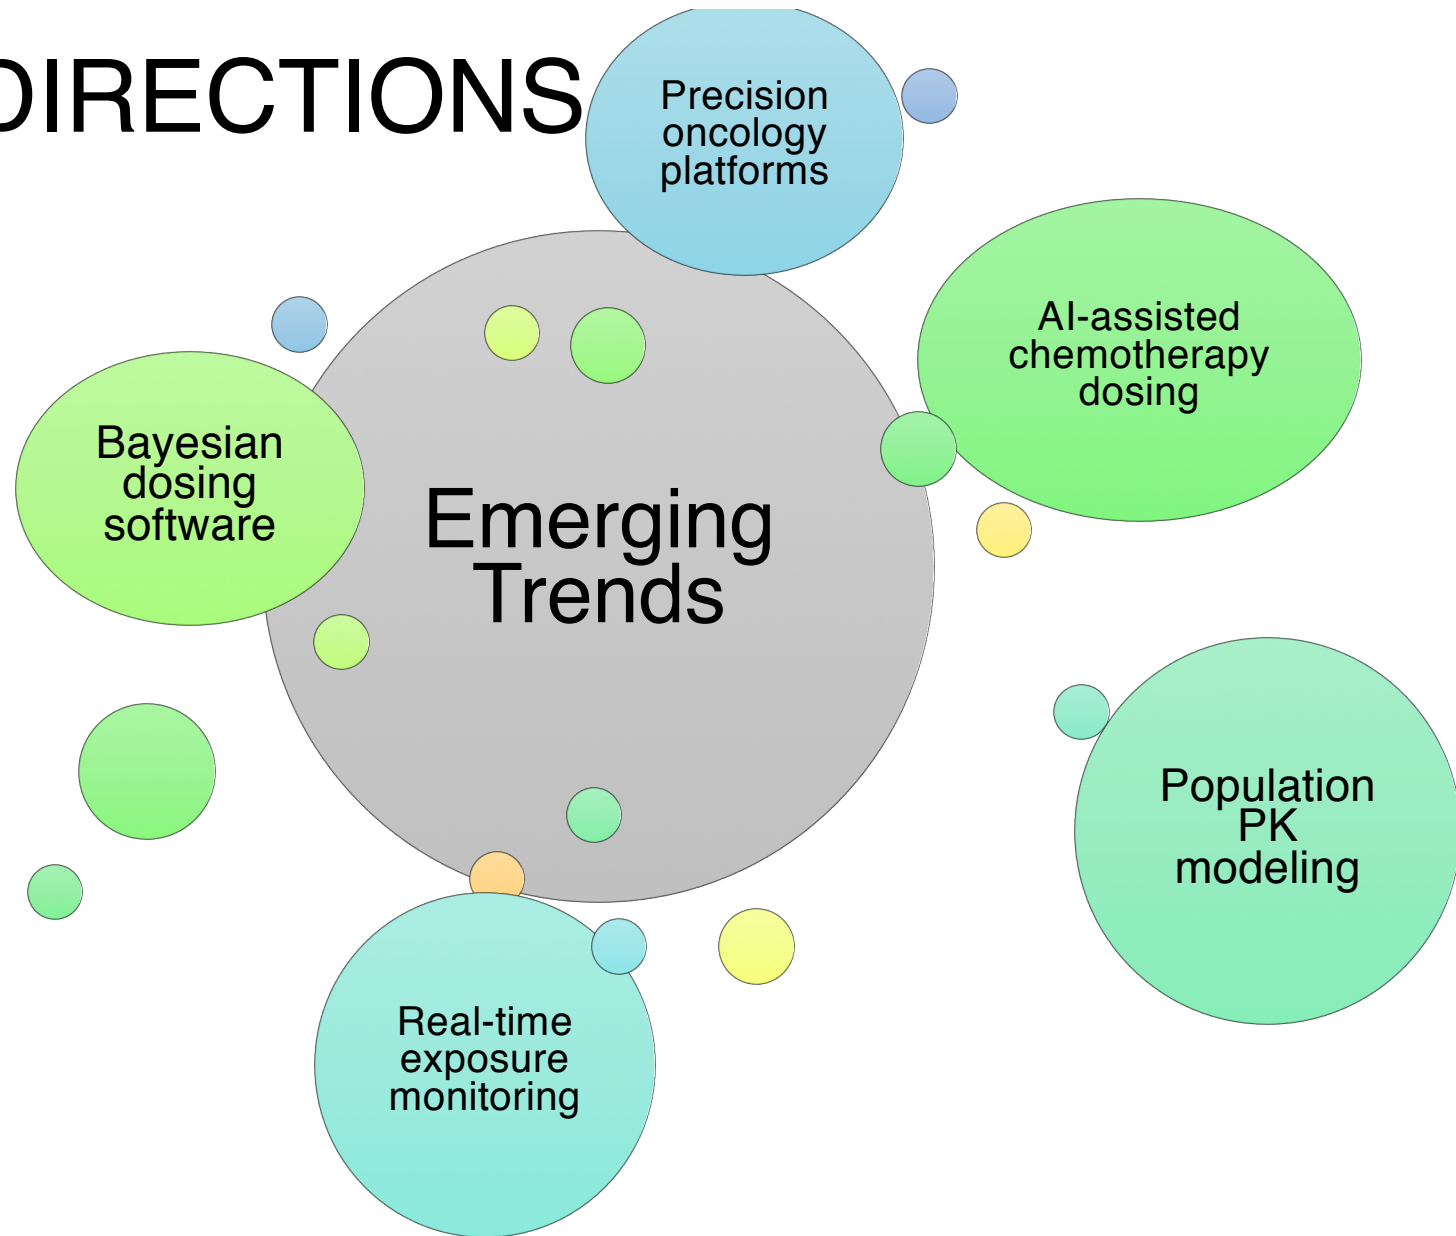 DIRECTIONS
Precision
oncology
platforms
AI-assisted
chemotherapy
dosing
Bayesian
dosing
software
Emerging
Trends
Population
PK
modeling
Real-time
exposure
monitoring